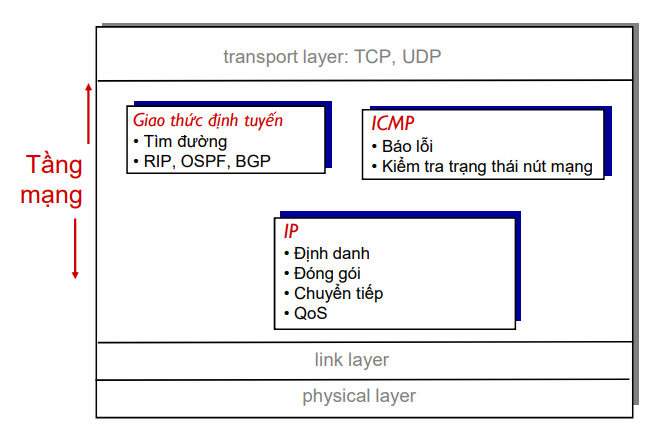 transport layer: TCP, UDP
Tầng
mạng
Giao thức định tuyến
• Tìm đường
• RIP, OSPF, BGP
ICMP
• Báo lỗi
• Kiểm tra trạng thái nút mạng
IP
• Định danh
• Đóng gói
• Chuyển tiếp
• QoS
link layer
physical layer